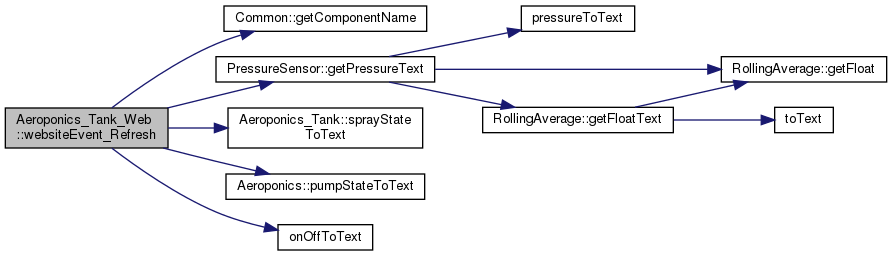 Common::getComponentName
pressureToText
PressureSensor::getPressureText
RollingAverage::getFloat
Aeroponics_Tank_Web
::websiteEvent_Refresh
Aeroponics_Tank::sprayState
ToText
RollingAverage::getFloatText
toText
Aeroponics::pumpStateToText
onOffToText